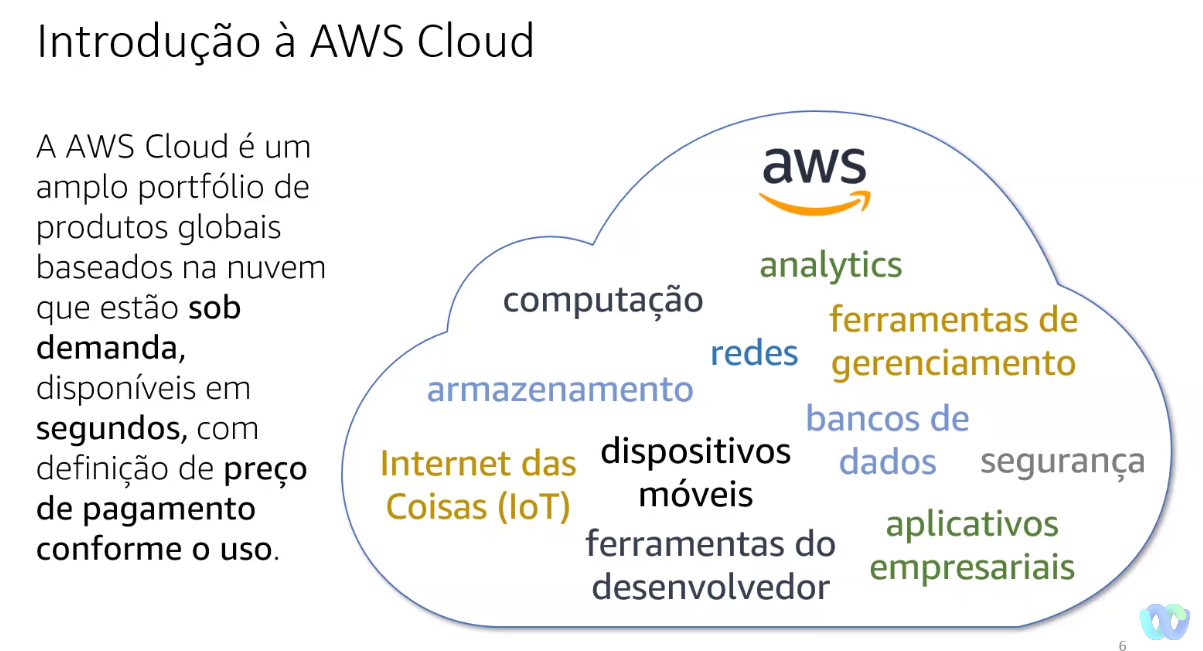 Introdução à AWS Cloud
A AWS Cloud é um
amplo portfólio de
produtos globais
baseados na nuvem
que estão sob
demanda,
disponíveis em
segundos, com
definição de preço
de pagamento
conforme o uso.
aws
analytics
computação
ferramentas de
gerenciamento
redes
armazenamento
bancos de
dados
segurança
Internet das
Coisas (IoT)
dispositivos
móveis
ferramentas do
desenvolvedor
aplicativos
empresariais
6